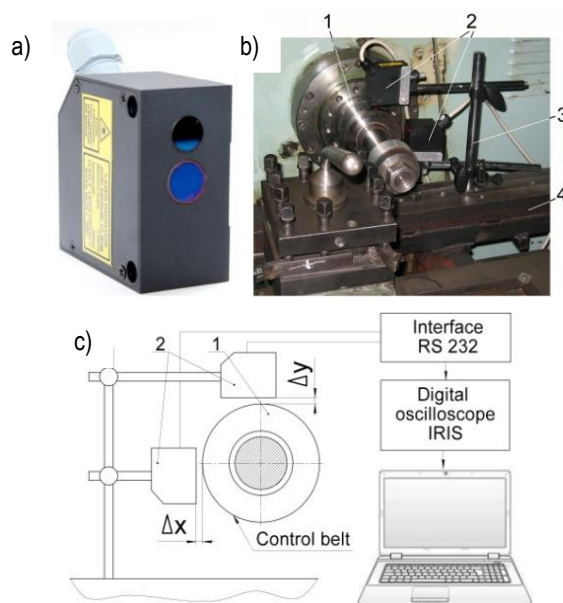 a)
b)
1
2
3
4
c)
2
1
Δy
Δx
Control belt
Interface
RS 232
Digital
oscilloscope
IRIS